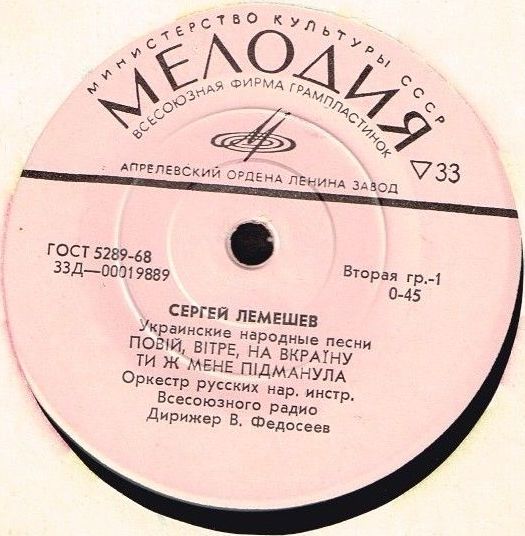 МИНИСТЕРСТВО КУЛЬТУРЫ СССР
МЕЛОДИЯ
ВСЕСОЮЗНАЯ ФИРМА ГРАМПЛАСТИНОК
▽33
АПРЕЛЕВСКИЙ ОРДЕНА ЛЕНИНА ЗАВОД
ГОСТ 5289-68
33Д—00019889
Вторая гр.-1
0-45
СЕРГЕЙ ЛЕМЕШЕВ
Украинские народные песни
ПОВІЙ, ВІТРЕ, НА ВКРАЇНУ
ТИ Ж МЕНЕ ПІДМАНУЛА
Оркестр русских нар. инстр.
Всесоюзного радио
Дирижер В. Федосеев